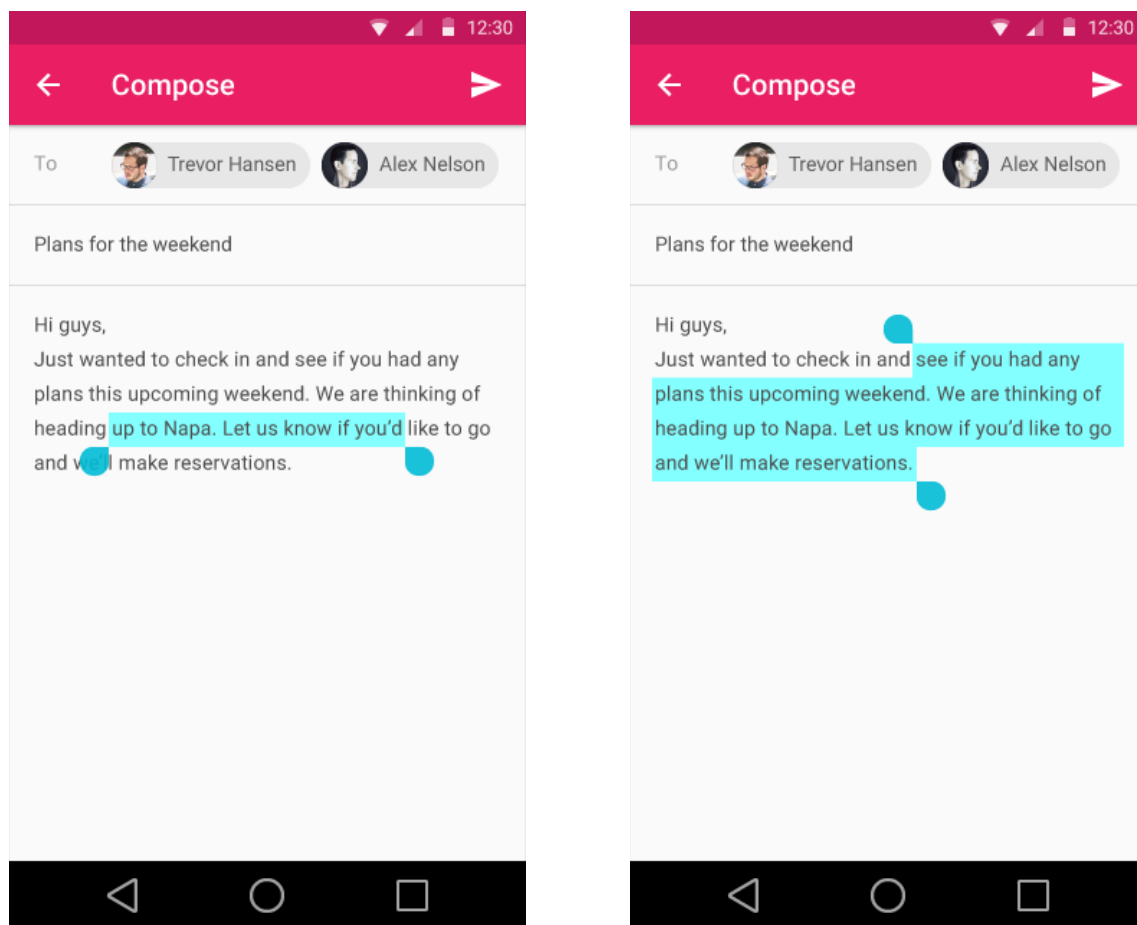 12:30
Compose
To Trevor Hansen Alex Nelson
Plans for the weekend
Hi guys,
Just wanted to check in and see if you had any
plans this upcoming weekend. We are thinking of
heading up to Napa. Let us know if you’d like to go
and we’ll make reservations.
12:30
Compose
To Trevor Hansen Alex Nelson
Plans for the weekend
Hi guys,
Just wanted to check in and see if you had any
plans this upcoming weekend. We are thinking of
heading up to Napa. Let us know if you’d like to go
and we’ll make reservations.